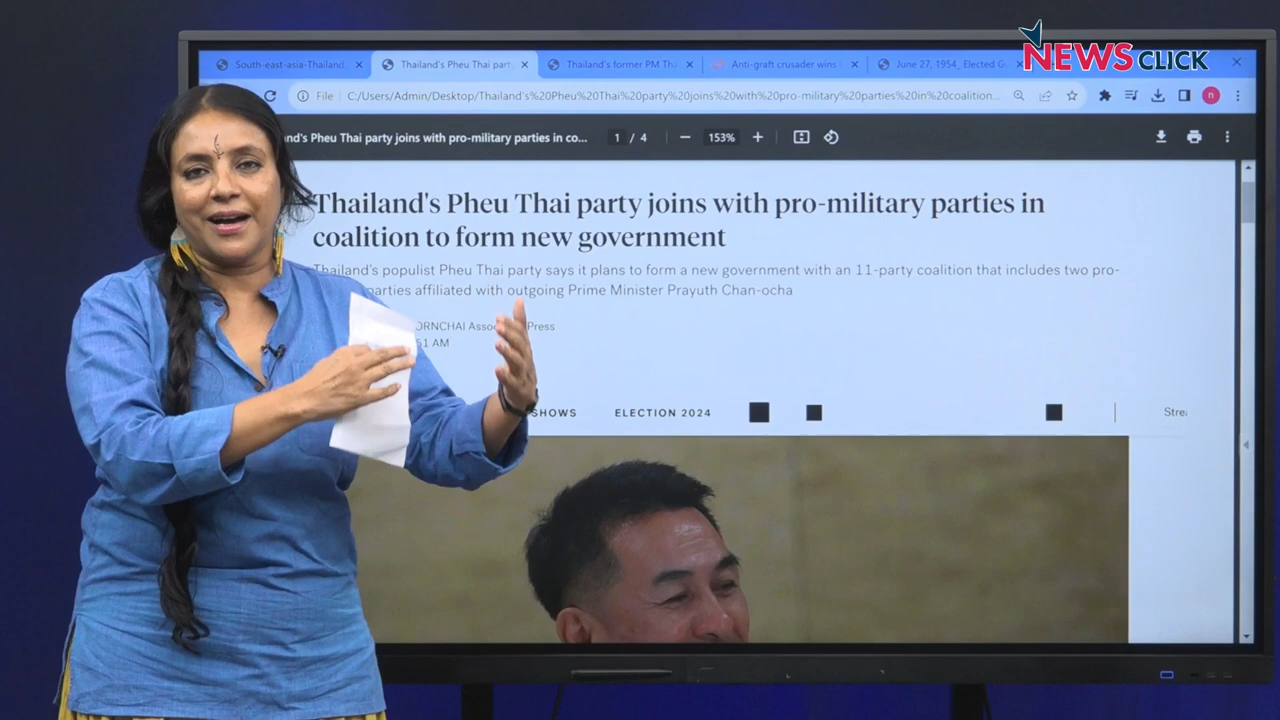 NEWSCLICK
South-east-asia-Thailand
Thailand's Pheu Thai part
Thailand's former PM Tha
Anti-graft crusader wins
June 27, 1954_ Elected G
File C:/Users/Admin/Desktop/Thailand's%20Pheu%20Thai%20party%20joins%20with%20pro-military%20parties%20in%20coalition... n
nd's Pheu Thai party joins with pro-military parties in co... 1 / 4 153%
Thailand's Pheu Thai party joins with pro-military parties in
coalition to form new government
Thailand's populist Pheu Thai party says it plans to form a new government with an 11-party coalition that includes two pro-
parties affiliated with outgoing Prime Minister Prayuth Chan-ocha
ORNCHAI Press
51 AM
SHOWS ELECTION 2024